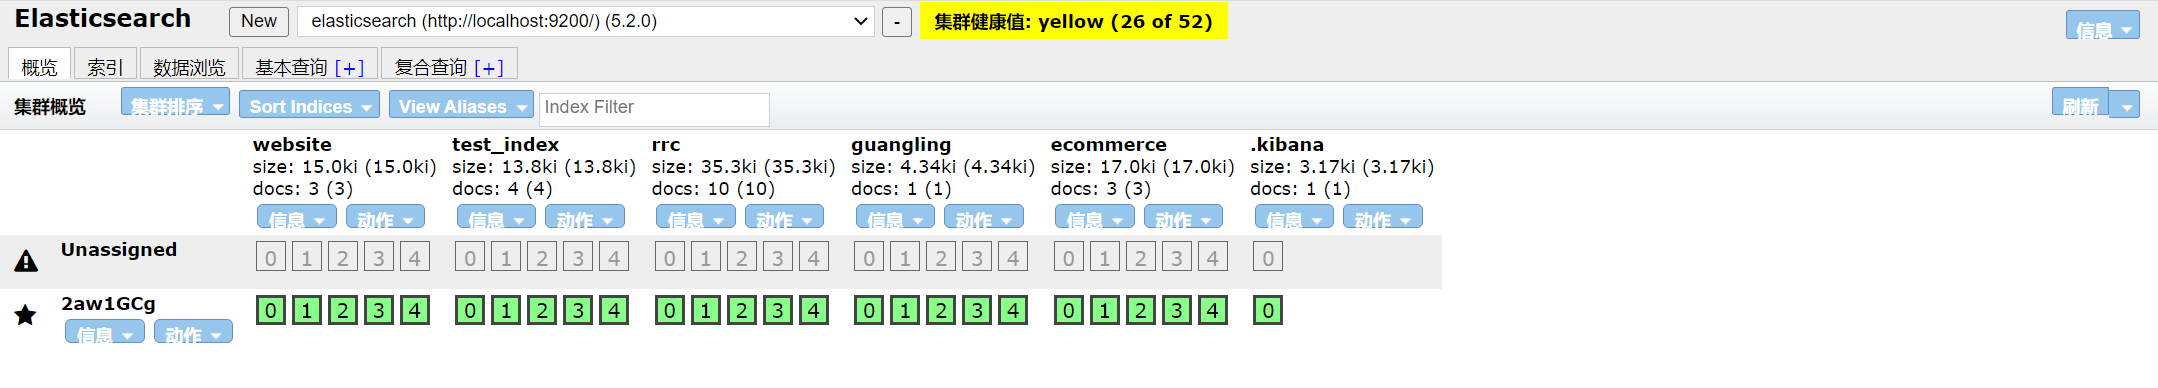 Elasticsearch New elasticsearch (http://localhost:9200/) (5.2.0) - 集群健康值: yellow (26 of 52) 信息
概览 索引 数据浏览 基本查询 [+] 复合查询 [+]
集群概览 集群排序 Sort Indices View Aliases Index Filter 刷新
website test_index rrc guangling ecommerce .kibana
size: 15.0ki (15.0ki) size: 13.8ki (13.8ki) size: 35.3ki (35.3ki) size: 4.34ki (4.34ki) size: 17.0ki (17.0ki) size: 3.17ki (3.17ki)
docs: 3 (3) docs: 4 (4) docs: 10 (10) docs: 1 (1) docs: 3 (3) docs: 1 (1)
信息 动作 信息 动作 信息 动作 信息 动作 信息 动作 信息 动作
Unassigned 0 1 2 3 4 0 1 2 3 4 0 1 2 3 4 0 1 2 3 4 0 1 2 3 4 0
2aw1GCg 0 1 2 3 4 0 1 2 3 4 0 1 2 3 4 0 1 2 3 4 0 1 2 3 4 0
信息 动作